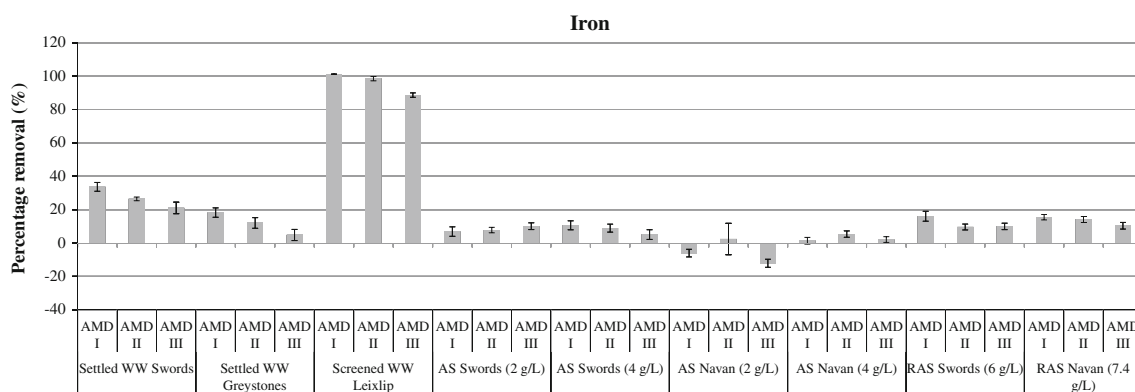 Iron
Percentage removal (%)
120
100
80
60
40
20
0
-20
-40
AMD I AMD II AMD III AMD I AMD II AMD III AMD I AMD II AMD III AMD I AMD II AMD III AMD I AMD II AMD III AMD I AMD II AMD III AMD I AMD II AMD III AMD I AMD II AMD III AMD I AMD II AMD III
Settled WW Swords
Settled WW
Greystones
Screened WW
Leixlip
AS Swords (2 g/L)
AS Swords (4 g/L)
AS Navan (2 g/L)
AS Navan (4 g/L)
RAS Swords (6 g/L)
RAS Navan (7.4
g/L)